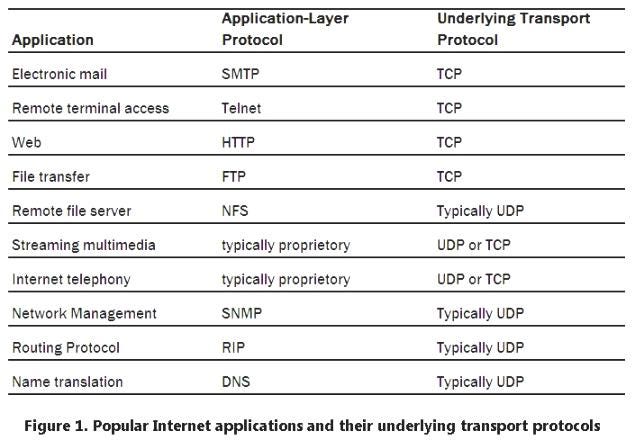 Application Application-Layer Protocol Underlying Transport Protocol
Electronic mail SMTP TCP
Remote terminal access Telnet TCP
Web HTTP TCP
File transfer FTP TCP
Remote file server NFS Typically UDP
Streaming multimedia typically proprietory UDP or TCP
Internet telephony typically proprietory UDP or TCP
Network Management SNMP Typically UDP
Routing Protocol RIP Typically UDP
Name translation DNS Typically UDP
Figure 1. Popular Internet applications and their underlying transport protocols